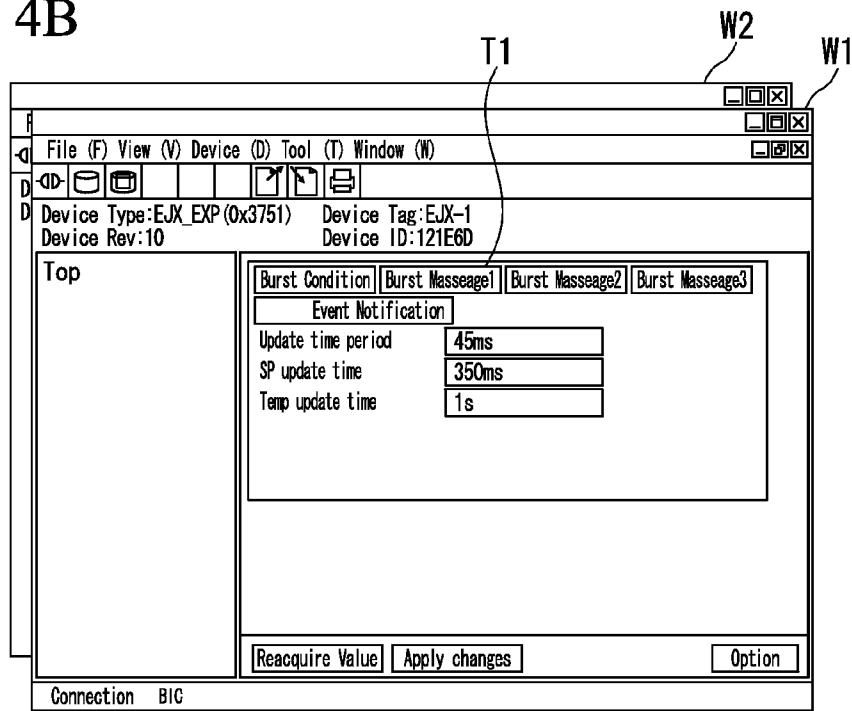 4B
W2
T1
W1
File (F) View (V) Device (D) Tool (T) Window (W)
Device Type:EJX_EXP(0x3751) Device Tag:EJX-1
Device Rev:10 Device ID:121E6D
Top
Burst Condition Burst Masseage1 Burst Masseage2 Burst Masseage3
Event Notification
Update time period 45ms
SP update time 350ms
Temp update time 1s
Reacquire Value Apply changes Option
Connection BIC